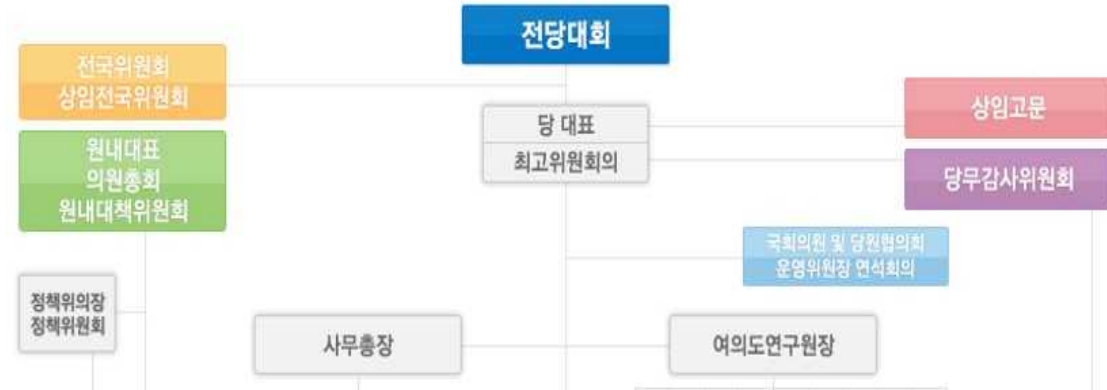 전당대회
전국위원회
상임전국위원회
당 대표
최고위원회의
상임고문
원내대표
의원총회
원내대책위원회
당무감사위원회
국회의원 및 당원협의회
운영위원장 연석회의
정책위의장
정책위원회
사무총장
여의도연구원장